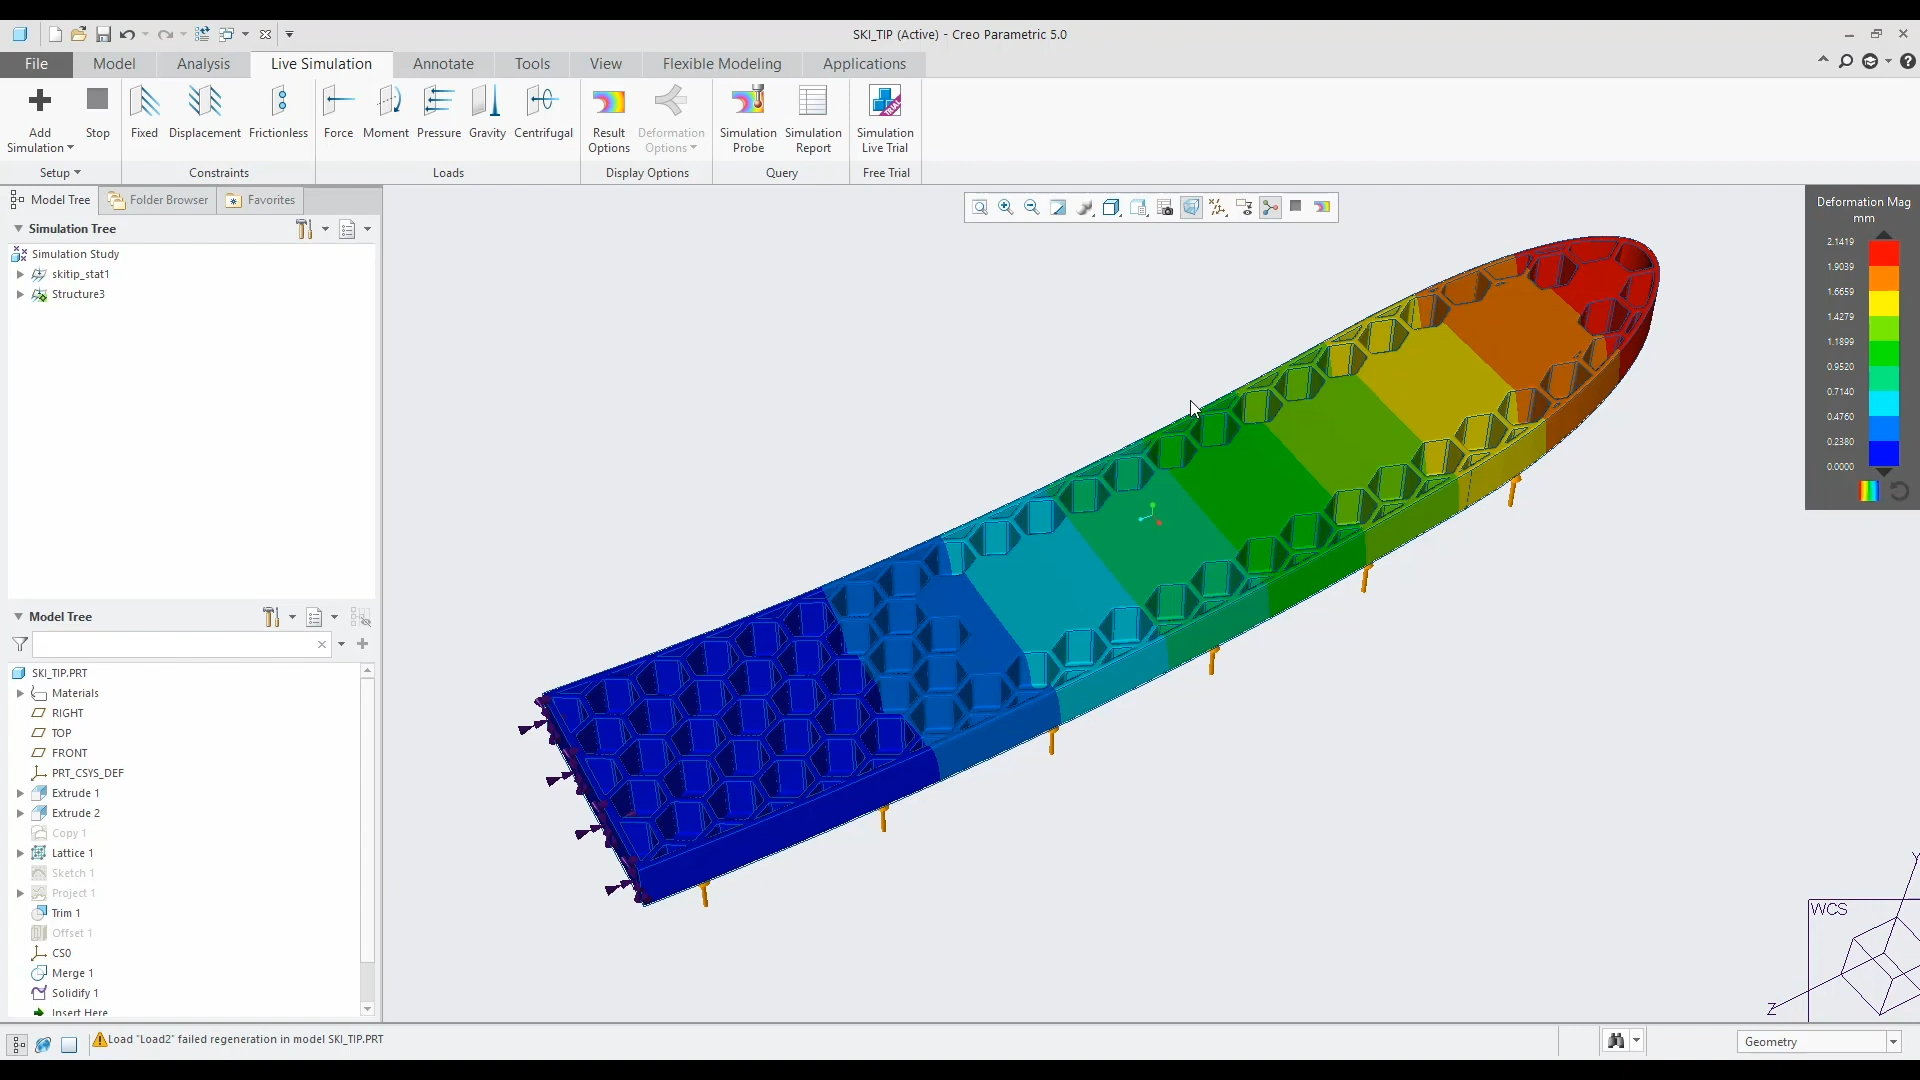 SKI_TIP (Active) - Creo Parametric 5.0
File
Model
Analysis
Live Simulation
Annotate
Tools
View
Flexible Modeling
Applications
Add Simulation
Stop
Fixed
Displacement
Frictionless
Force
Moment
Pressure
Gravity
Centrifugal
Result Options
Deformation Options
Simulation Probe
Simulation Report
TRIAL
Simulation Live Trial
Setup
Constraints
Loads
Display Options
Query
Free Trial
Model Tree
Folder Browser
Favorites
Simulation Tree
Simulation Study
skitip_stat1
Structure3
Model Tree
SKI_TIP.PRT
Materials
RIGHT
TOP
FRONT
PRT_CSYS_DEF
Extrude 1
Extrude 2
Copy 1
Lattice 1
Sketch 1
Project 1
Trim 1
Offset 1
CS0
Merge 1
Solidify 1
Insert Here
Deformation Mag
mm
2.1419
1.9039
1.6659
1.4279
1.1899
0.9520
0.7140
0.4760
0.2380
0.0000
WCS
Y
Z
Load "Load2" failed regeneration in model SKI_TIP.PRT
Geometry